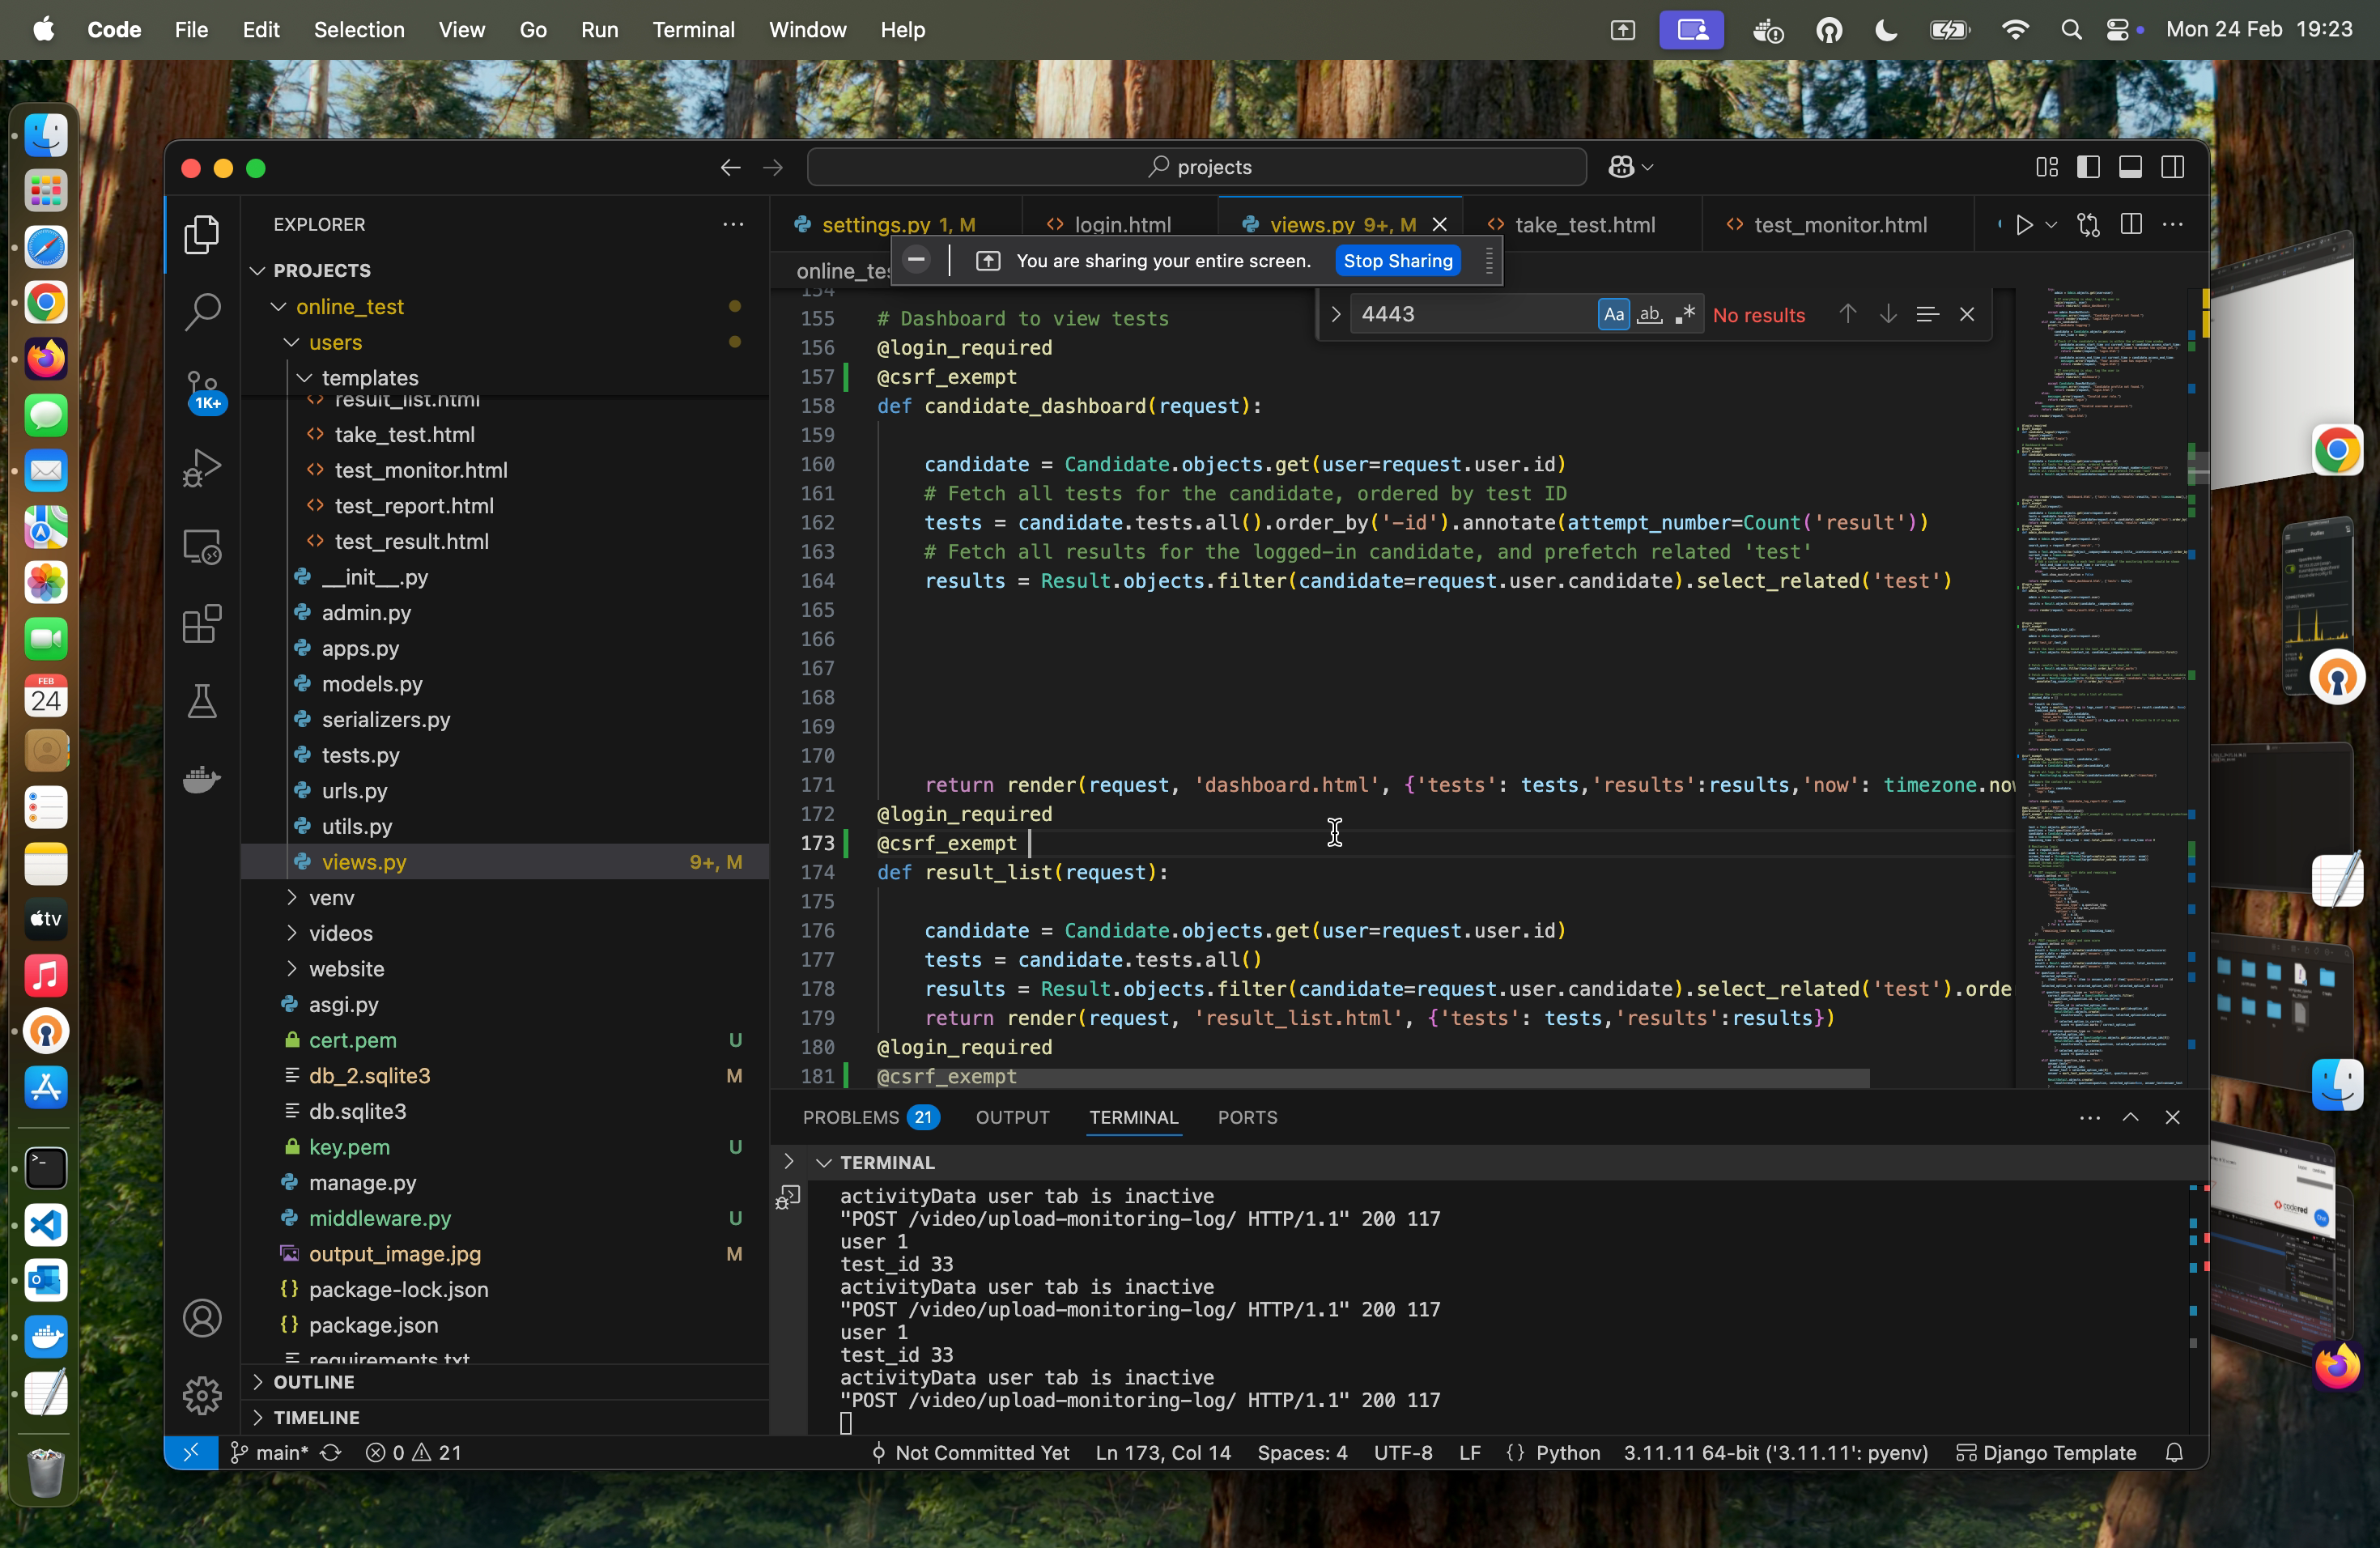 Code File Edit Selection View Go Run Terminal Window Help Mon 24 Feb 19:23
projects
EXPLORER
PROJECTS
online_test
users
templates
result_list.html
take_test.html
test_monitor.html
test_report.html
test_result.html
__init__.py
admin.py
apps.py
models.py
serializers.py
tests.py
urls.py
utils.py
views.py 9+, M
venv
videos
website
asgi.py
cert.pem U
db_2.sqlite3 M
db.sqlite3
key.pem U
manage.py
middleware.py U
output_image.jpg M
package-lock.json
package.json
requirements.txt
OUTLINE
TIMELINE
1K+
FEB
24
tv
settings.py 1, M login.html views.py 9+, M take_test.html test_monitor.html
You are sharing your entire screen. Stop Sharing
4443 Aa ab No results
154
155 # Dashboard to view tests
156 @login_required
157 @csrf_exempt
158 def candidate_dashboard(request):
159
160 candidate = Candidate.objects.get(user=request.user.id)
161 # Fetch all tests for the candidate, ordered by test ID
162 tests = candidate.tests.all().order_by('-id').annotate(attempt_number=Count('result'))
163 # Fetch all results for the logged-in candidate, and prefetch related 'test'
164 results = Result.objects.filter(candidate=request.user.candidate).select_related('test')
165
166
167
168
169
170
171 return render(request, 'dashboard.html', {'tests': tests,'results':results,'now': timezone.now
172 @login_required
173 @csrf_exempt
174 def result_list(request):
175
176 candidate = Candidate.objects.get(user=request.user.id)
177 tests = candidate.tests.all()
178 results = Result.objects.filter(candidate=request.user.candidate).select_related('test').orde
179 return render(request, 'result_list.html', {'tests': tests,'results':results})
180 @login_required
181 @csrf_exempt
PROBLEMS 21 OUTPUT TERMINAL PORTS
TERMINAL
activityData user tab is inactive
"POST /video/upload-monitoring-log/ HTTP/1.1" 200 117
user 1
test_id 33
activityData user tab is inactive
"POST /video/upload-monitoring-log/ HTTP/1.1" 200 117
user 1
test_id 33
activityData user tab is inactive
"POST /video/upload-monitoring-log/ HTTP/1.1" 200 117
main* 0 21 Not Committed Yet Ln 173, Col 14 Spaces: 4 UTF-8 LF {} Python 3.11.11 64-bit ('3.11.11': pyenv) Django Template